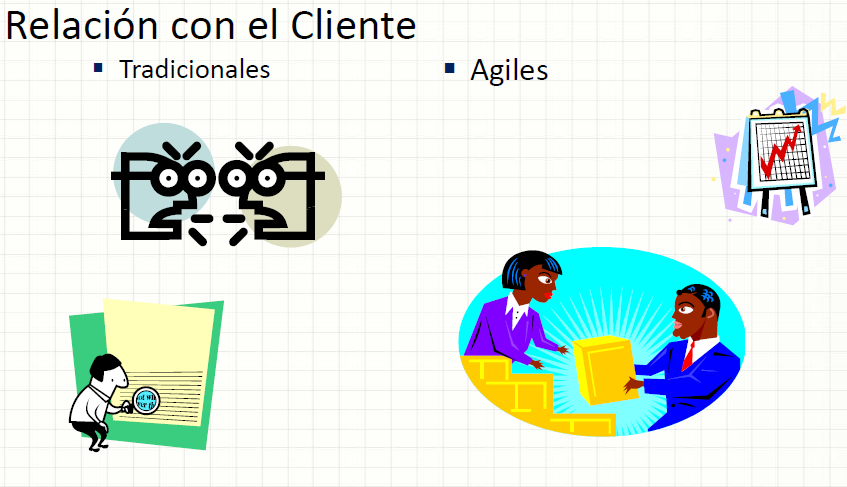 Relación con el Cliente
▪ Tradicionales
▪ Agiles